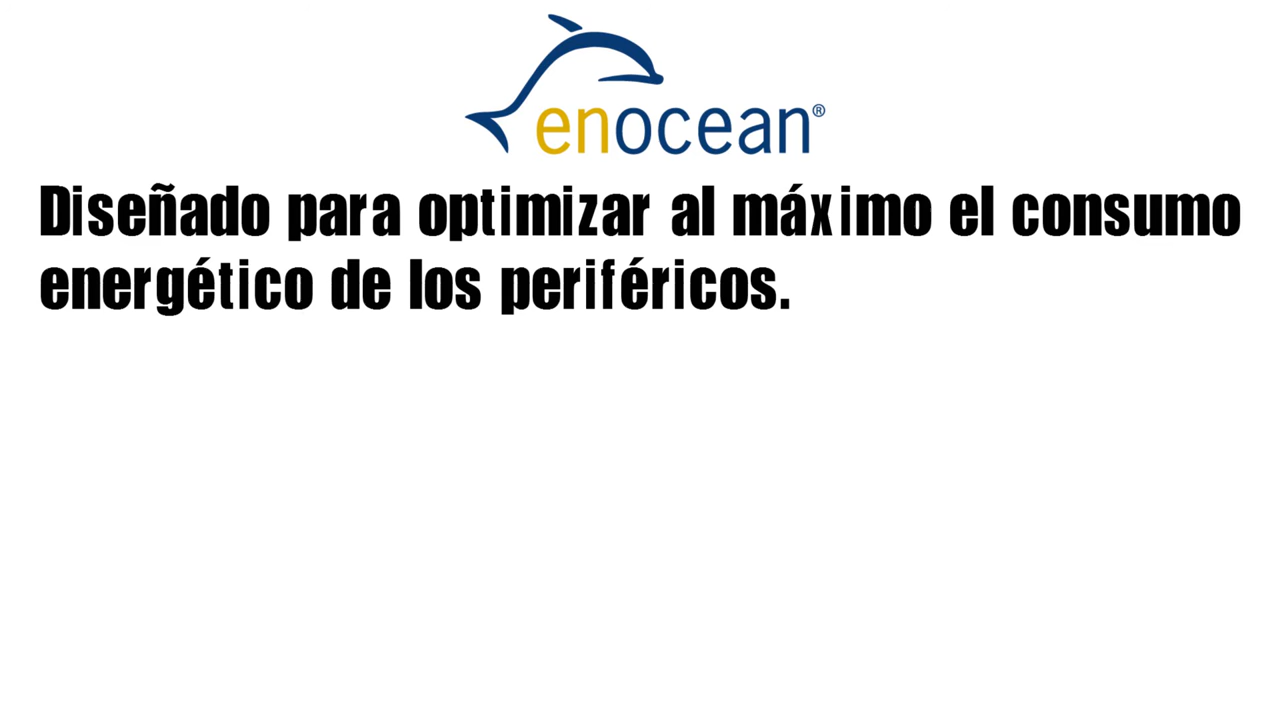 enocean®
Diseñado para optimizar al máximo el consumo
energético de los periféricos.